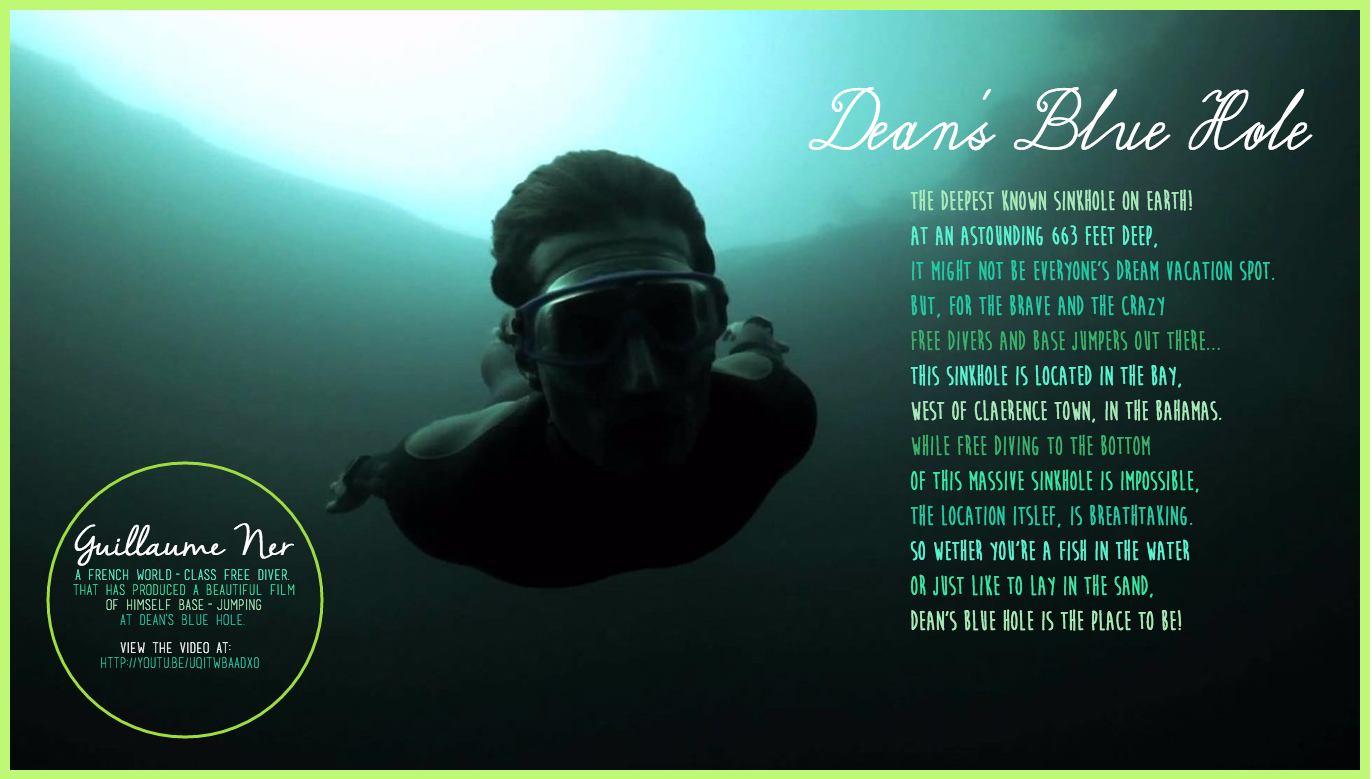 Dean's Blue Hole
THE DEEPEST KNOWN SINKHOLE ON EARTH!
AT AN ASTOUNDING 663 FEET DEEP,
IT MIGHT NOT BE EVERYONE'S DREAM VACATION SPOT.
BUT, FOR THE BRAVE AND THE CRAZY
FREE DIVERS AND BASE JUMPERS OUT THERE...
THIS SINKHOLE IS LOCATED IN THE BAY,
WEST OF CLAERENCE TOWN, IN THE BAHAMAS.
WHILE FREE DIVING TO THE BOTTOM
OF THIS MASSIVE SINKHOLE IS IMPOSSIBLE,
THE LOCATION ITSLEF, IS BREATHTAKING.
SO WETHER YOU'RE A FISH IN THE WATER
OR JUST LIKE TO LAY IN THE SAND,
DEAN'S BLUE HOLE IS THE PLACE TO BE!
Guillaume Ner
A FRENCH WORLD-CLASS FREE DIVER.
THAT HAS PRODUCED A BEAUTIFUL FILM
OF HIMSELF BASE-JUMPING
AT DEAN'S BLUE HOLE.
VIEW THE VIDEO AT:
HTTP://YOUTU.BE/UQITWBAADXO